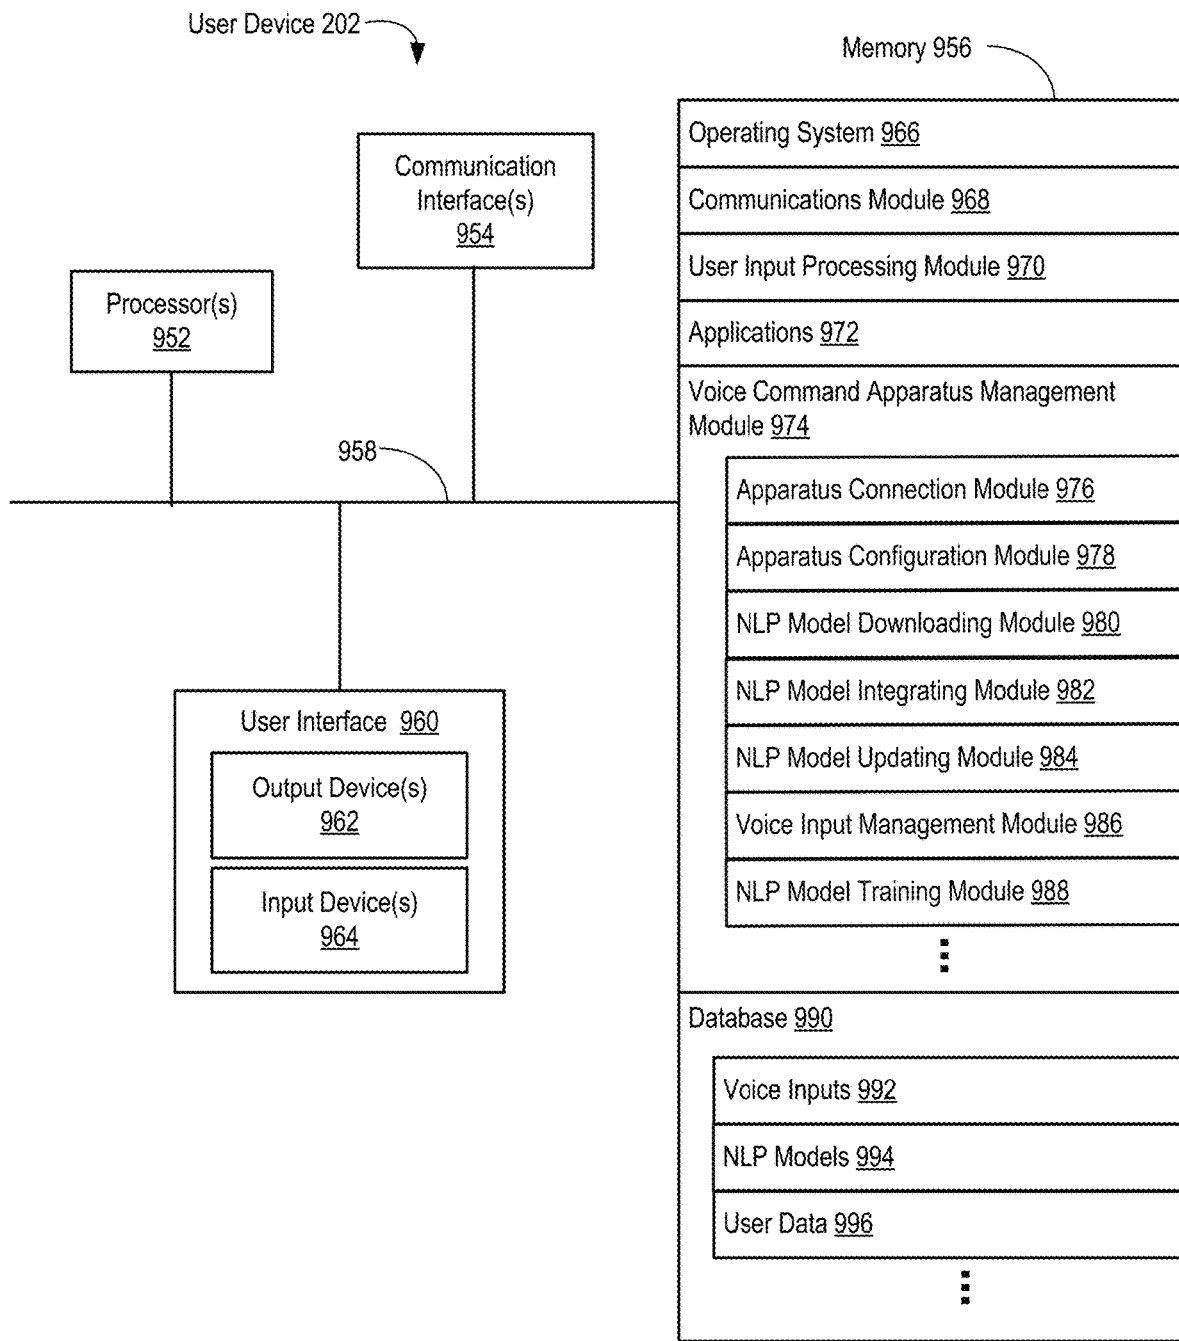 User Device 202
Memory 956
Communication
Interface(s)
954
Processor(s)
952
958
User Interface 960
Output Device(s)
962
Input Device(s)
964
Operating System 966
Communications Module 968
User Input Processing Module 970
Applications 972
Voice Command Apparatus Management
Module 974
Apparatus Connection Module 976
Apparatus Configuration Module 978
NLP Model Downloading Module 980
NLP Model Integrating Module 982
NLP Model Updating Module 984
Voice Input Management Module 986
NLP Model Training Module 988
Database 990
Voice Inputs 992
NLP Models 994
User Data 996